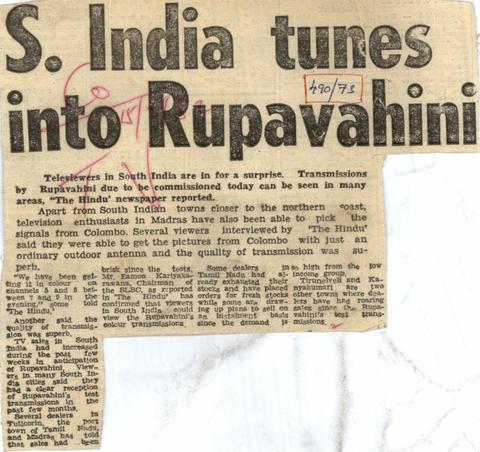 S. India tunes
into Rupavahini
490/73
Televiewers in South India are in for a surprise. Transmissions
by Rupavahini due to be commissioned today can be seen in many
areas, "The Hindu" newspaper reported.
Apart from South Indian towns closer to the northern coast,
television enthusiasts in Madras have also been able to pick the
signals from Colombo. Several viewers interviewed by 'The Hindu'
said they were able to get the pictures from Colombo with just an
ordinary outdoor antenna and the quality of transmission was su-
perb.
"We have been get-
ting it in colour on
channels 5 and 8 bet-
ween 7 and 9 in the
evening," some told
'The Hindu.'
Another said the
quality of transmis-
sion was superb.
TV sales in South
India had increased
during the past few
weeks in anticipation
of Rupavahini. View-
ers in many South In-
dia cities said they
had a clear reception
of Rupavahini's test
transmissions in the
past few months.
Several dealers in
Tuticorin, the port
town of Tamil Nadu,
and Madras has told
that sales had been
brisk since the tests.
Mr. Eamon Kariyaka-
rawana, Chairman of
the SLBC, as reported
in 'The Hindu' has
confirmed that viewers
in South India could
view the Rupavahini's
colour transmissions.
Some dealers in
Tamil Nadu had al-
ready exhausted their
stocks and have placed
orders for fresh stocks
while some are draw-
ing up plans to sell on
an instalment basis
since the demand is
so high from the low
income group.
Tirunelveli and Ka-
nyakumari are two
other towns where dea-
lers have had roaring
sales since the Rupa-
vahini's test trans-
missions.